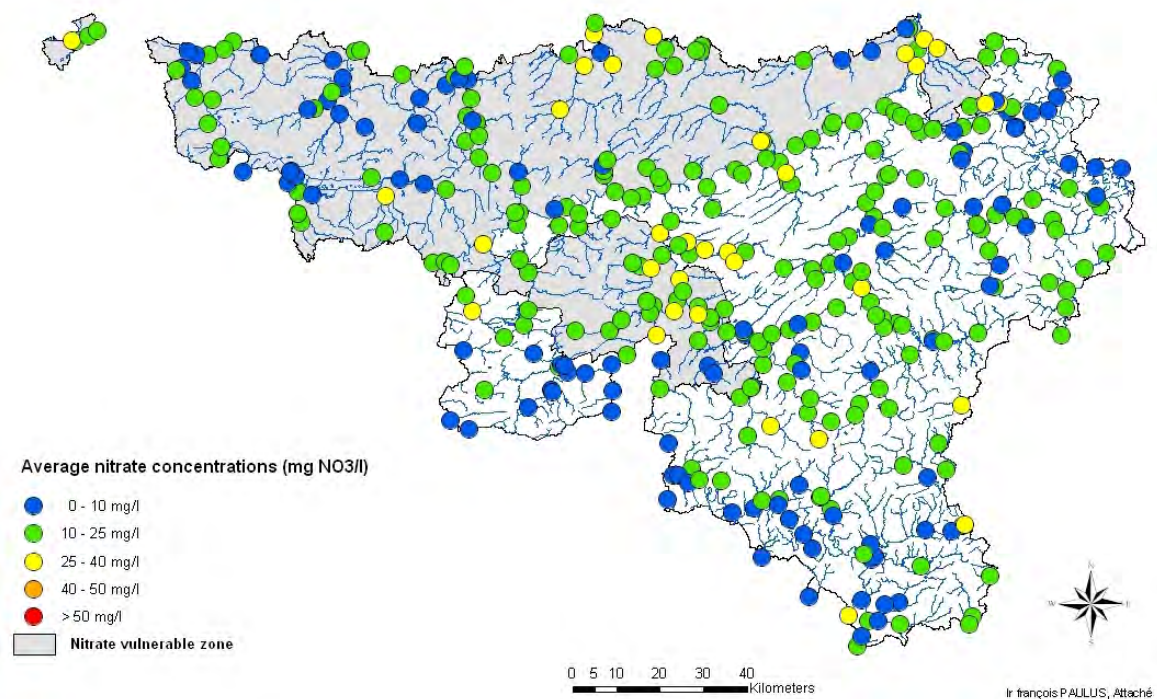 Average nitrate concentrations (mg NO3/l)
0 - 10 mg/l
10 - 25 mg/l
25 - 40 mg/l
40 - 50 mg/l
> 50 mg/l
Nitrate vulnerable zone
N
W E
S
0 5 10 20 30 40
Kilometers
Ir françois PAULUS, Attaché